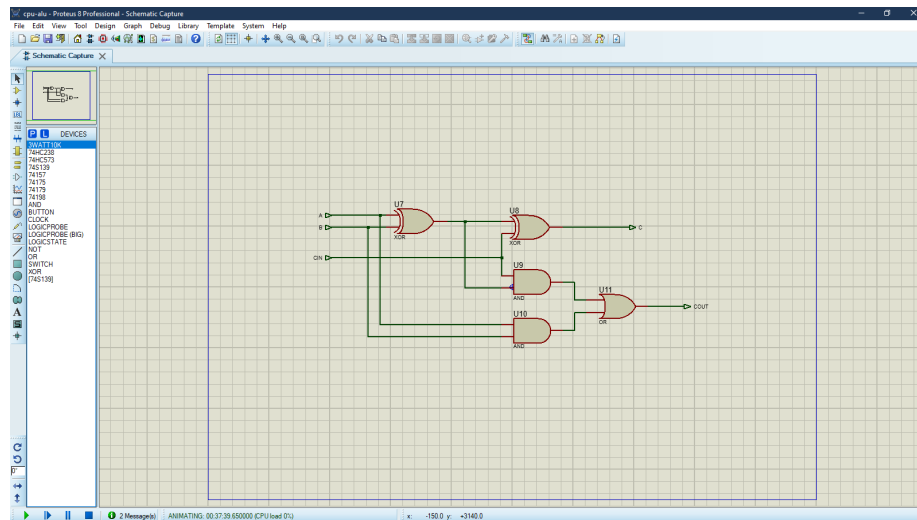 cpu-alu - Proteus 8 Professional - Schematic Capture
File Edit View Tool Design Graph Debug Library Template System Help
Schematic Capture
P L DEVICES
3WATT10K
74HC238
74HC573
74S139
74157
74175
74179
74198
AND
BUTTON
CLOCK
LOGICPROBE
LOGICPROBE (BIG)
LOGICSTATE
NOT
OR
SWITCH
XOR
[74S139]
U7
A
B
XOR
U8
C
XOR
CIN
U9
AND
U11
COUT
OR
U10
AND
0°
2 Message(s) ANIMATING: 00:37:39.650000 (CPU load 0%) x: -150.0 y: +3140.0